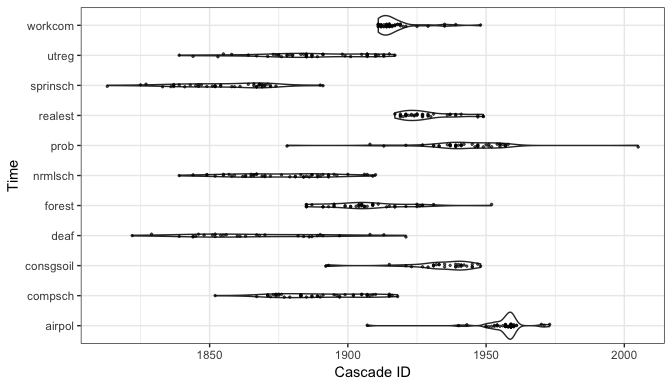 workcom
utreg
sprinsch
realest
prob
nrmlsch
forest
deaf
consgsoil
compsch
airpol
Time
1850 1900 1950 2000
Cascade ID